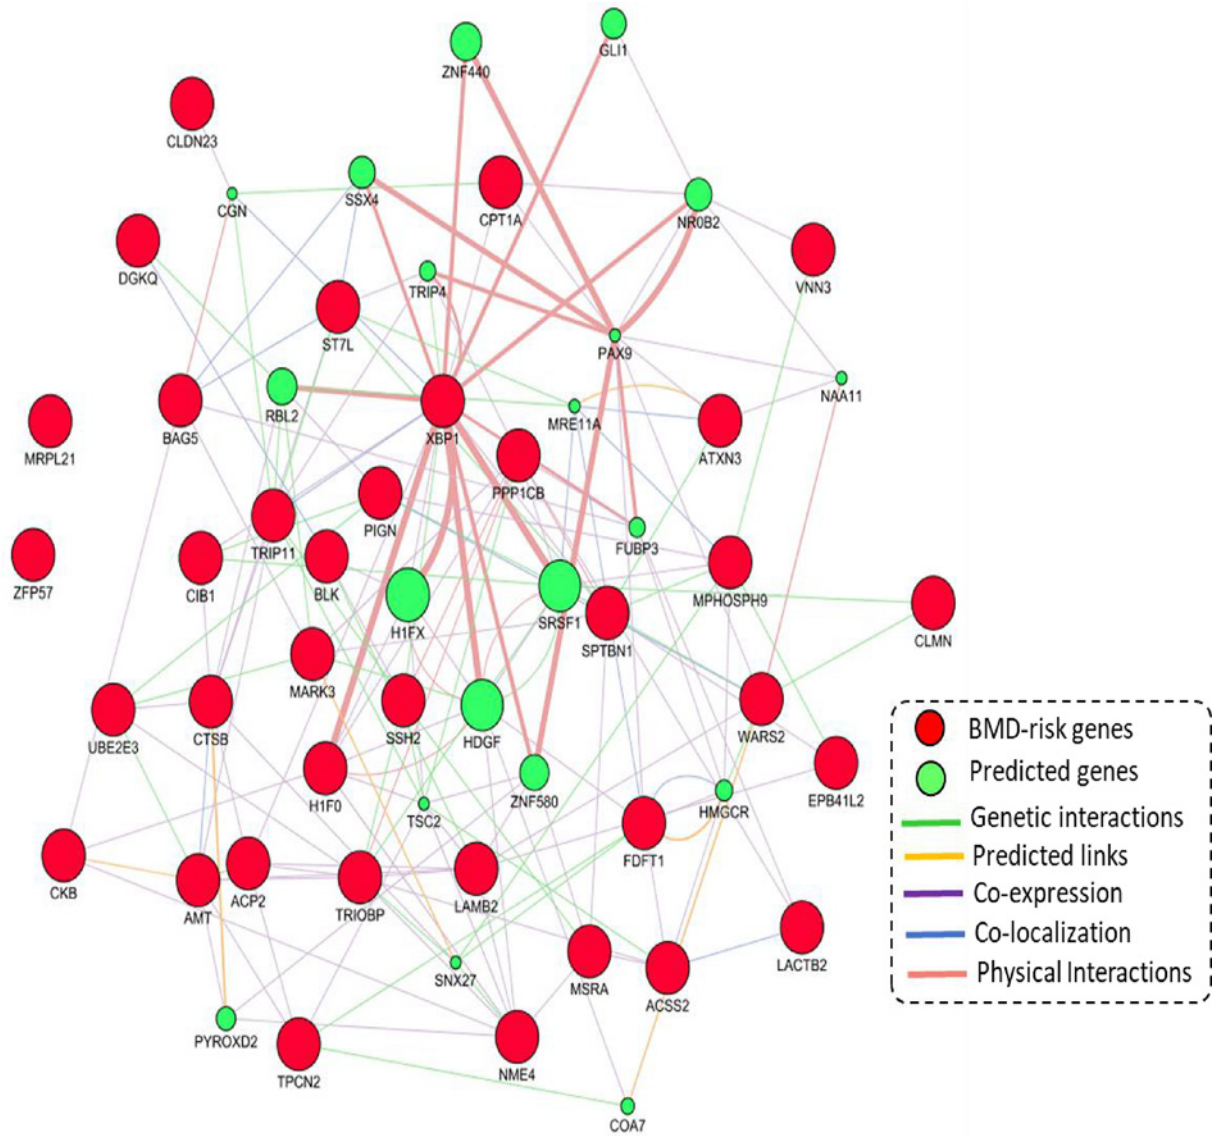 ZNF440
GLI1
CLDN23
CGN
SSX4
CPT1A
NR0B2
DGKQ
VNN3
TRIP4
ST7L
PAX9
NAA11
RBL2
BAG5
XBP1
MRE11A
ATXN3
MRPL21
PPP1CB
PIGN
TRIP11
FUBP3
ZFP57
CIB1
BLK
MPHOSPH9
H1FX
SRSF1
SPTBN1
CLMN
MARK3
UBE2E3
CTSB
SSH2
HDGF
WARS2
H1F0
TSC2
ZNF580
HMGCR
EPB41L2
FDFT1
CKB
AMT
ACP2
TRIOBP
LAMB2
SNX27
MSRA
ACSS2
LACTB2
PYROXD2
TPCN2
NME4
COA7
BMD-risk genes
Predicted genes
Genetic interactions
Predicted links
Co-expression
Co-localization
Physical Interactions